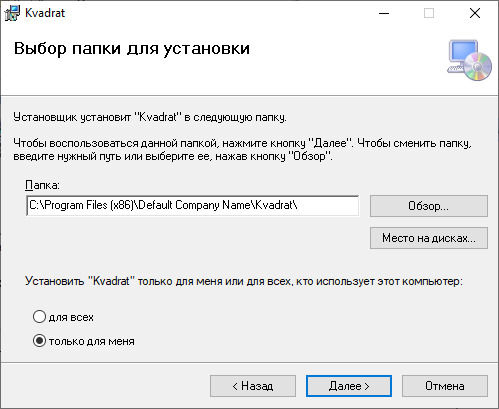 Kvadrat
Выбор папки для установки
Установщик установит "Kvadrat" в следующую папку.
Чтобы воспользоваться данной папкой, нажмите кнопку "Далее". Чтобы сменить папку,
введите нужный путь или выберите ее, нажав кнопку "Обзор".
Папка:
C:\Program Files (x86)\Default Company Name\Kvadrat\
Обзор...
Место на дисках...
Установить "Kvadrat" только для меня или для всех, кто использует этот компьютер:
для всех
только для меня
< Назад
Далее >
Отмена